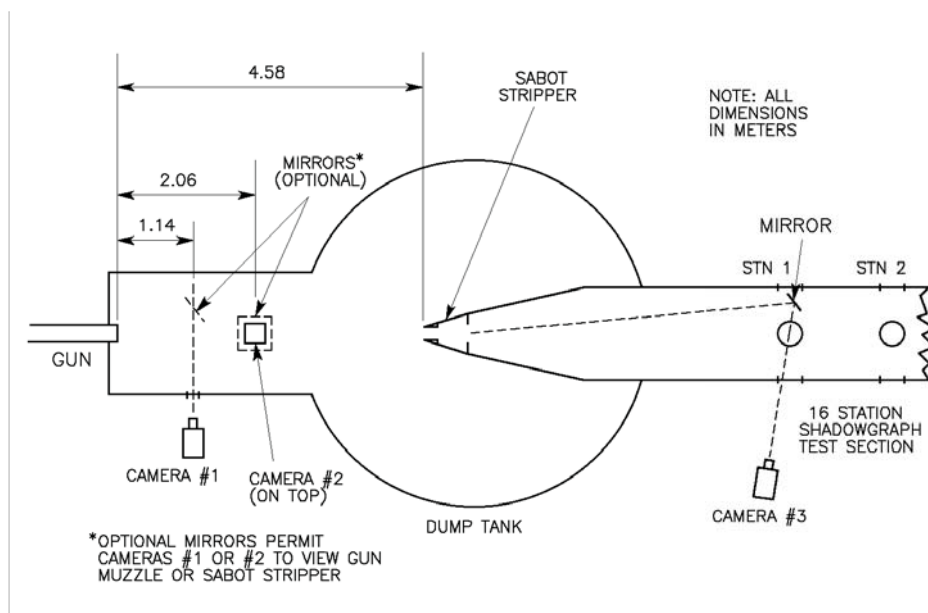 4.58
SABOT
STRIPPER
NOTE: ALL
DIMENSIONS
IN METERS
MIRRORS*
(OPTIONAL)
2.06
1.14
MIRROR
STN 1
STN 2
GUN
CAMERA #1
CAMERA #2
(ON TOP)
16 STATION
SHADOWGRAPH
TEST SECTION
CAMERA #3
DUMP TANK
*OPTIONAL MIRRORS PERMIT
CAMERAS #1 OR #2 TO VIEW GUN
MUZZLE OR SABOT STRIPPER